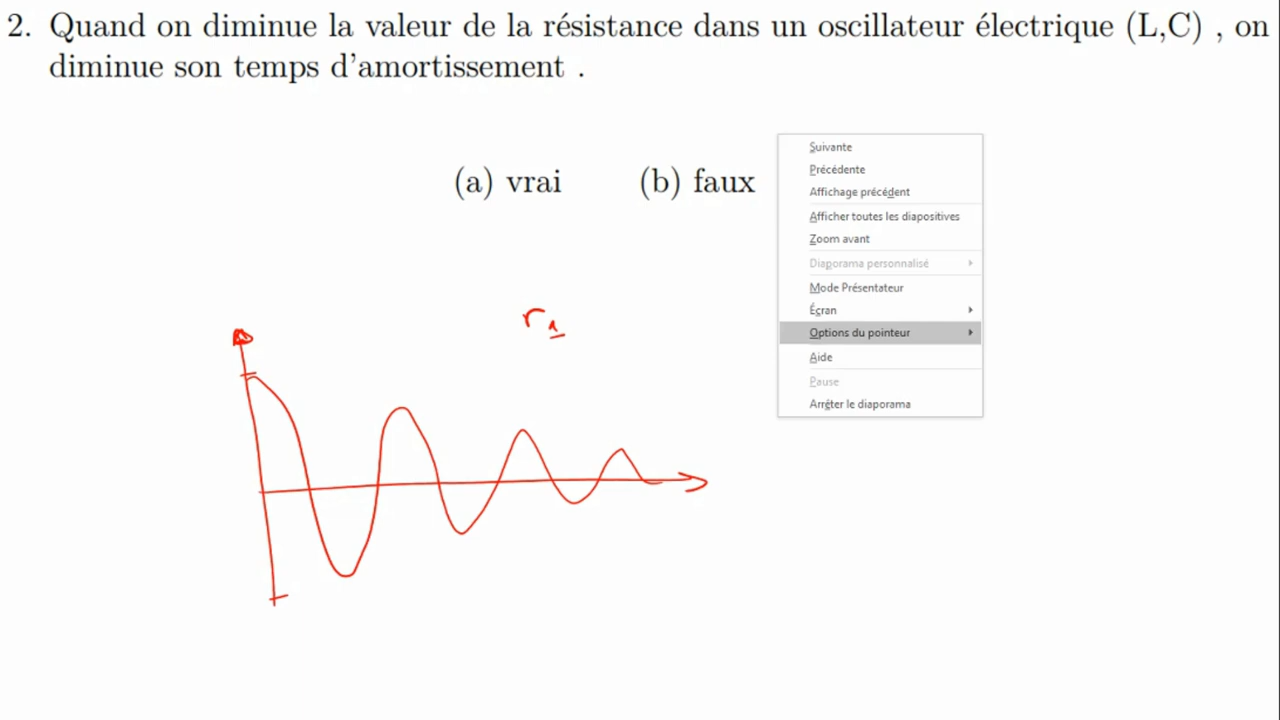 2. Quand on diminue la valeur de la résistance dans un oscillateur électrique (L,C) , on
diminue son temps d'amortissement .
(a) vrai (b) faux
Suivante
Précédente
Affichage précédent
Afficher toutes les diapositives
Zoom avant
Diaporama personnalisé
Mode Présentateur
Écran
Options du pointeur
Aide
Pause
Arrêter le diaporama
r1